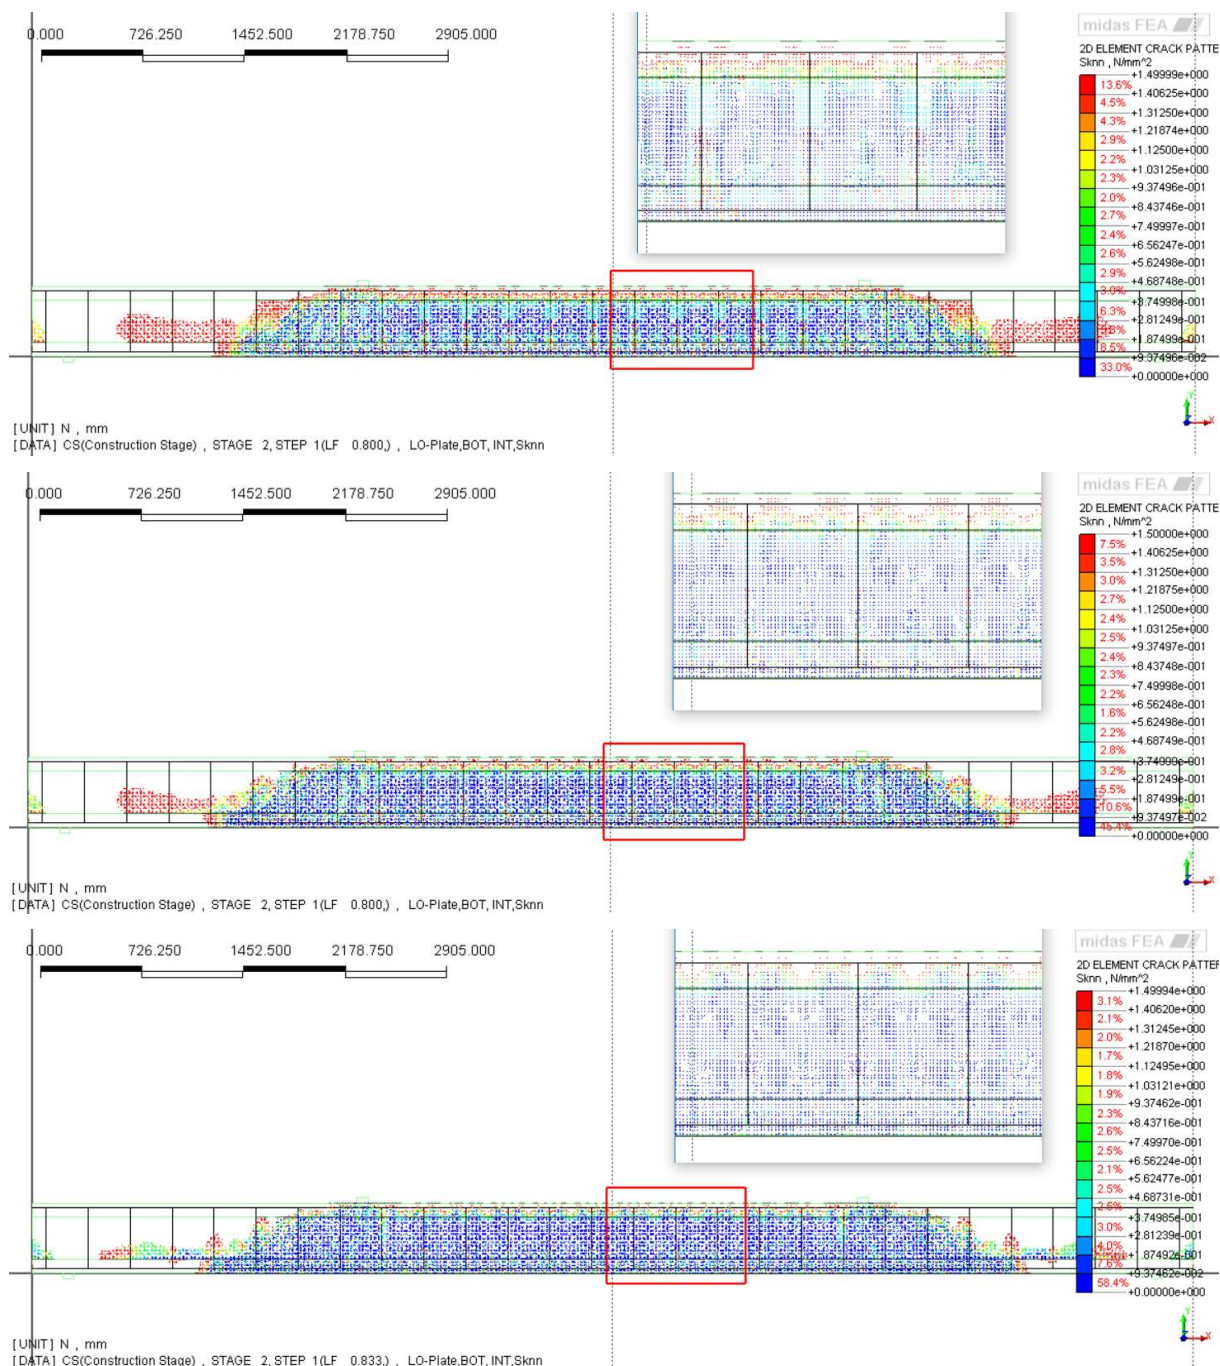 0.000 726.250 1452.500 2178.750 2905.000
midas FEA
2D ELEMENT CRACK PATTE
Sknn , N/mm^2
+1.49999e+000
13.6%
+1.40625e+000
4.5%
+1.31250e+000
4.3%
+1.21874e+000
2.9%
+1.12500e+000
2.2%
+1.03125e+000
2.3%
+9.37496e-001
2.0%
+8.43746e-001
2.7%
+7.49997e-001
2.4%
+6.56247e-001
2.6%
+5.62498e-001
2.9%
+4.68748e-001
3.9%
+3.74998e-001
6.3%
+2.81249e-001
+1.87499e-001
8.5%
+9.37496e-002
33.0%
+0.00000e+000
Y
X
[UNIT] N , mm
[DATA] CS(Construction Stage) , STAGE 2, STEP 1(LF 0.800,) , LO-Plate,BOT, INT,Sknn
0.000 726.250 1452.500 2178.750 2905.000
midas FEA
2D ELEMENT CRACK PATTE
Sknn , N/mm^2
+1.50000e+000
7.5%
+1.40625e+000
3.5%
+1.31250e+000
3.0%
+1.21875e+000
2.7%
+1.12500e+000
2.4%
+1.03125e+000
2.5%
+9.37497e-001
2.4%
+8.43748e-001
2.3%
+7.49998e-001
2.2%
+6.56248e-001
1.6%
+5.62498e-001
2.2%
+4.68749e-001
2.8%
+3.74999e-001
3.2%
+2.81249e-001
5.5%
+1.87499e-001
10.6%
+9.37497e-002
45.4%
+0.00000e+000
Y
X
[UNIT] N , mm
[DATA] CS(Construction Stage) , STAGE 2, STEP 1(LF 0.800,) , LO-Plate,BOT, INT,Sknn
0.000 726.250 1452.500 2178.750 2905.000
midas FEA
2D ELEMENT CRACK PATTEF
Sknn , N/mm^2
+1.49994e+000
3.1%
+1.40620e+000
2.1%
+1.31245e+000
2.0%
+1.21870e+000
1.7%
+1.12495e+000
1.8%
+1.03121e+000
1.9%
+9.37462e-001
2.3%
+8.43716e-001
2.6%
+7.49970e-001
2.5%
+6.56224e-001
2.1%
+5.62477e-001
2.5%
+4.68731e-001
2.6%
+3.74985e-001
3.0%
+2.81239e-001
4.0%
+1.87492e-001
7.6%
+9.37462e-002
58.4%
+0.00000e+000
Y
X
[UNIT] N , mm
[DATA] CS(Construction Stage) , STAGE 2, STEP 1(LF 0.833,) , LO-Plate,BOT, INT,Sknn